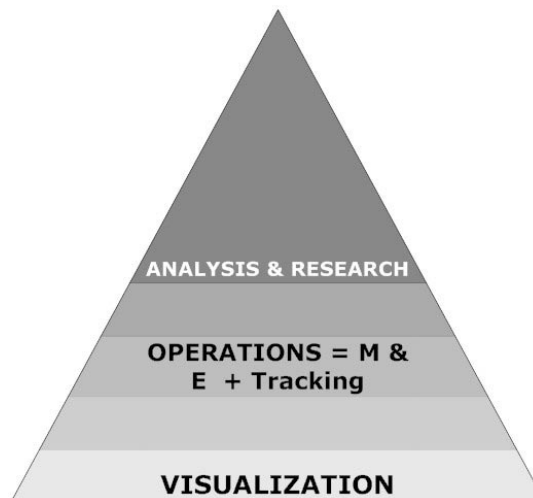 ANALYSIS & RESEARCH
OPERATIONS = M &
E + Tracking
VISUALIZATION